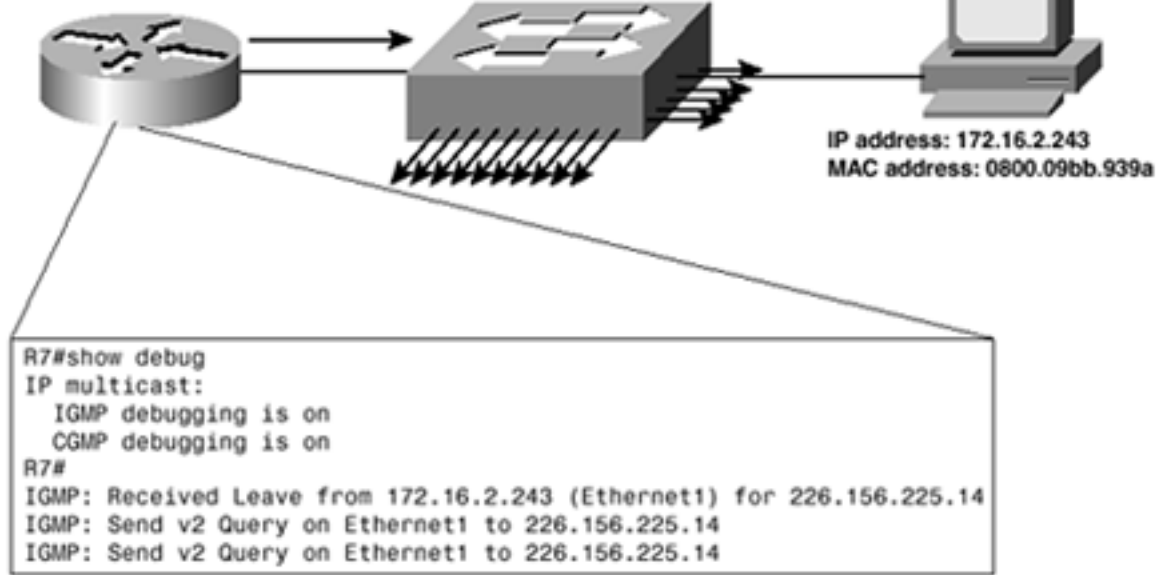 IP address: 172.16.2.243
MAC address: 0800.09bb.939a
R7#show debug
IP multicast:
  IGMP debugging is on
  CGMP debugging is on
R7#
IGMP: Received Leave from 172.16.2.243 (Ethernet1) for 226.156.225.14
IGMP: Send v2 Query on Ethernet1 to 226.156.225.14
IGMP: Send v2 Query on Ethernet1 to 226.156.225.14